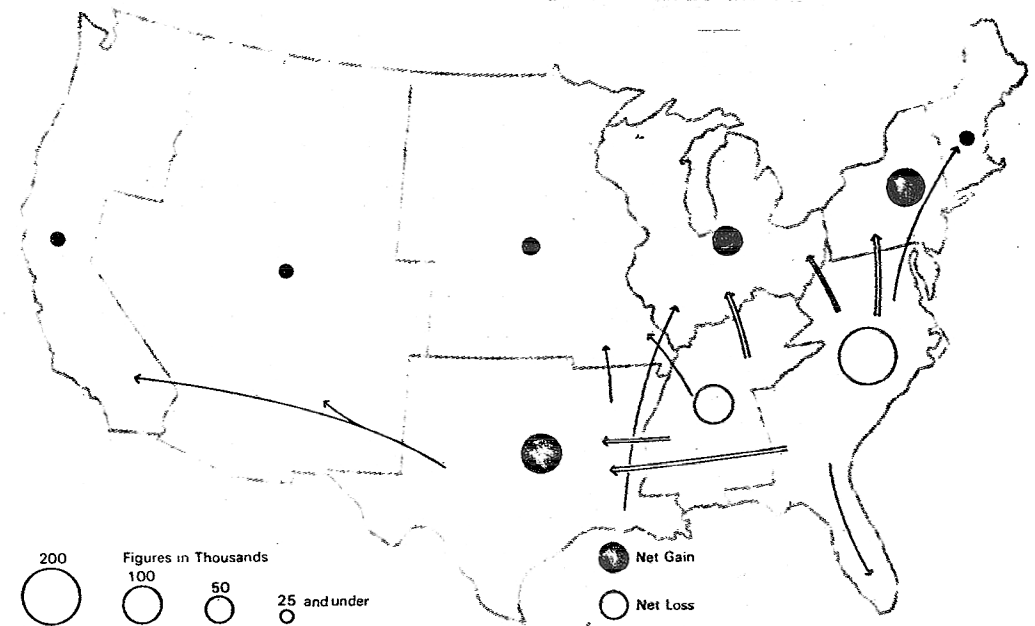 Figures in Thousands
200
100
50
25 and under
Net Gain
Net Loss